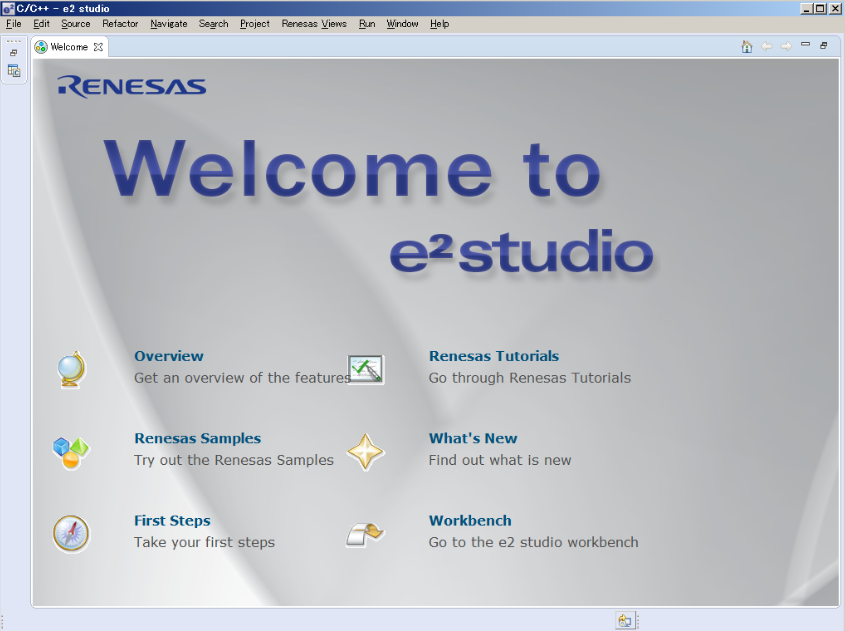 C/C++ - e2 studio
File Edit Source Refactor Navigate Search Project Renesas Views Run Window Help
Welcome
RENESAS
Welcome to
e² studio
Overview
Get an overview of the features
Renesas Tutorials
Go through Renesas Tutorials
Renesas Samples
Try out the Renesas Samples
What's New
Find out what is new
First Steps
Take your first steps
Workbench
Go to the e2 studio workbench